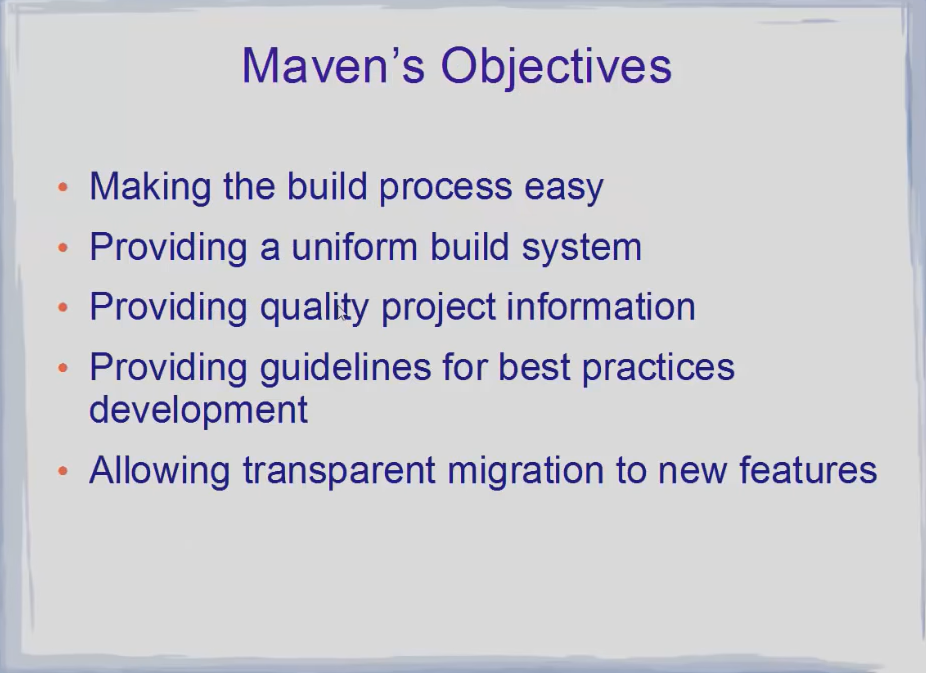 Maven’s Objectives
• Making the build process easy
• Providing a uniform build system
• Providing quality project information
• Providing guidelines for best practices
development
• Allowing transparent migration to new features